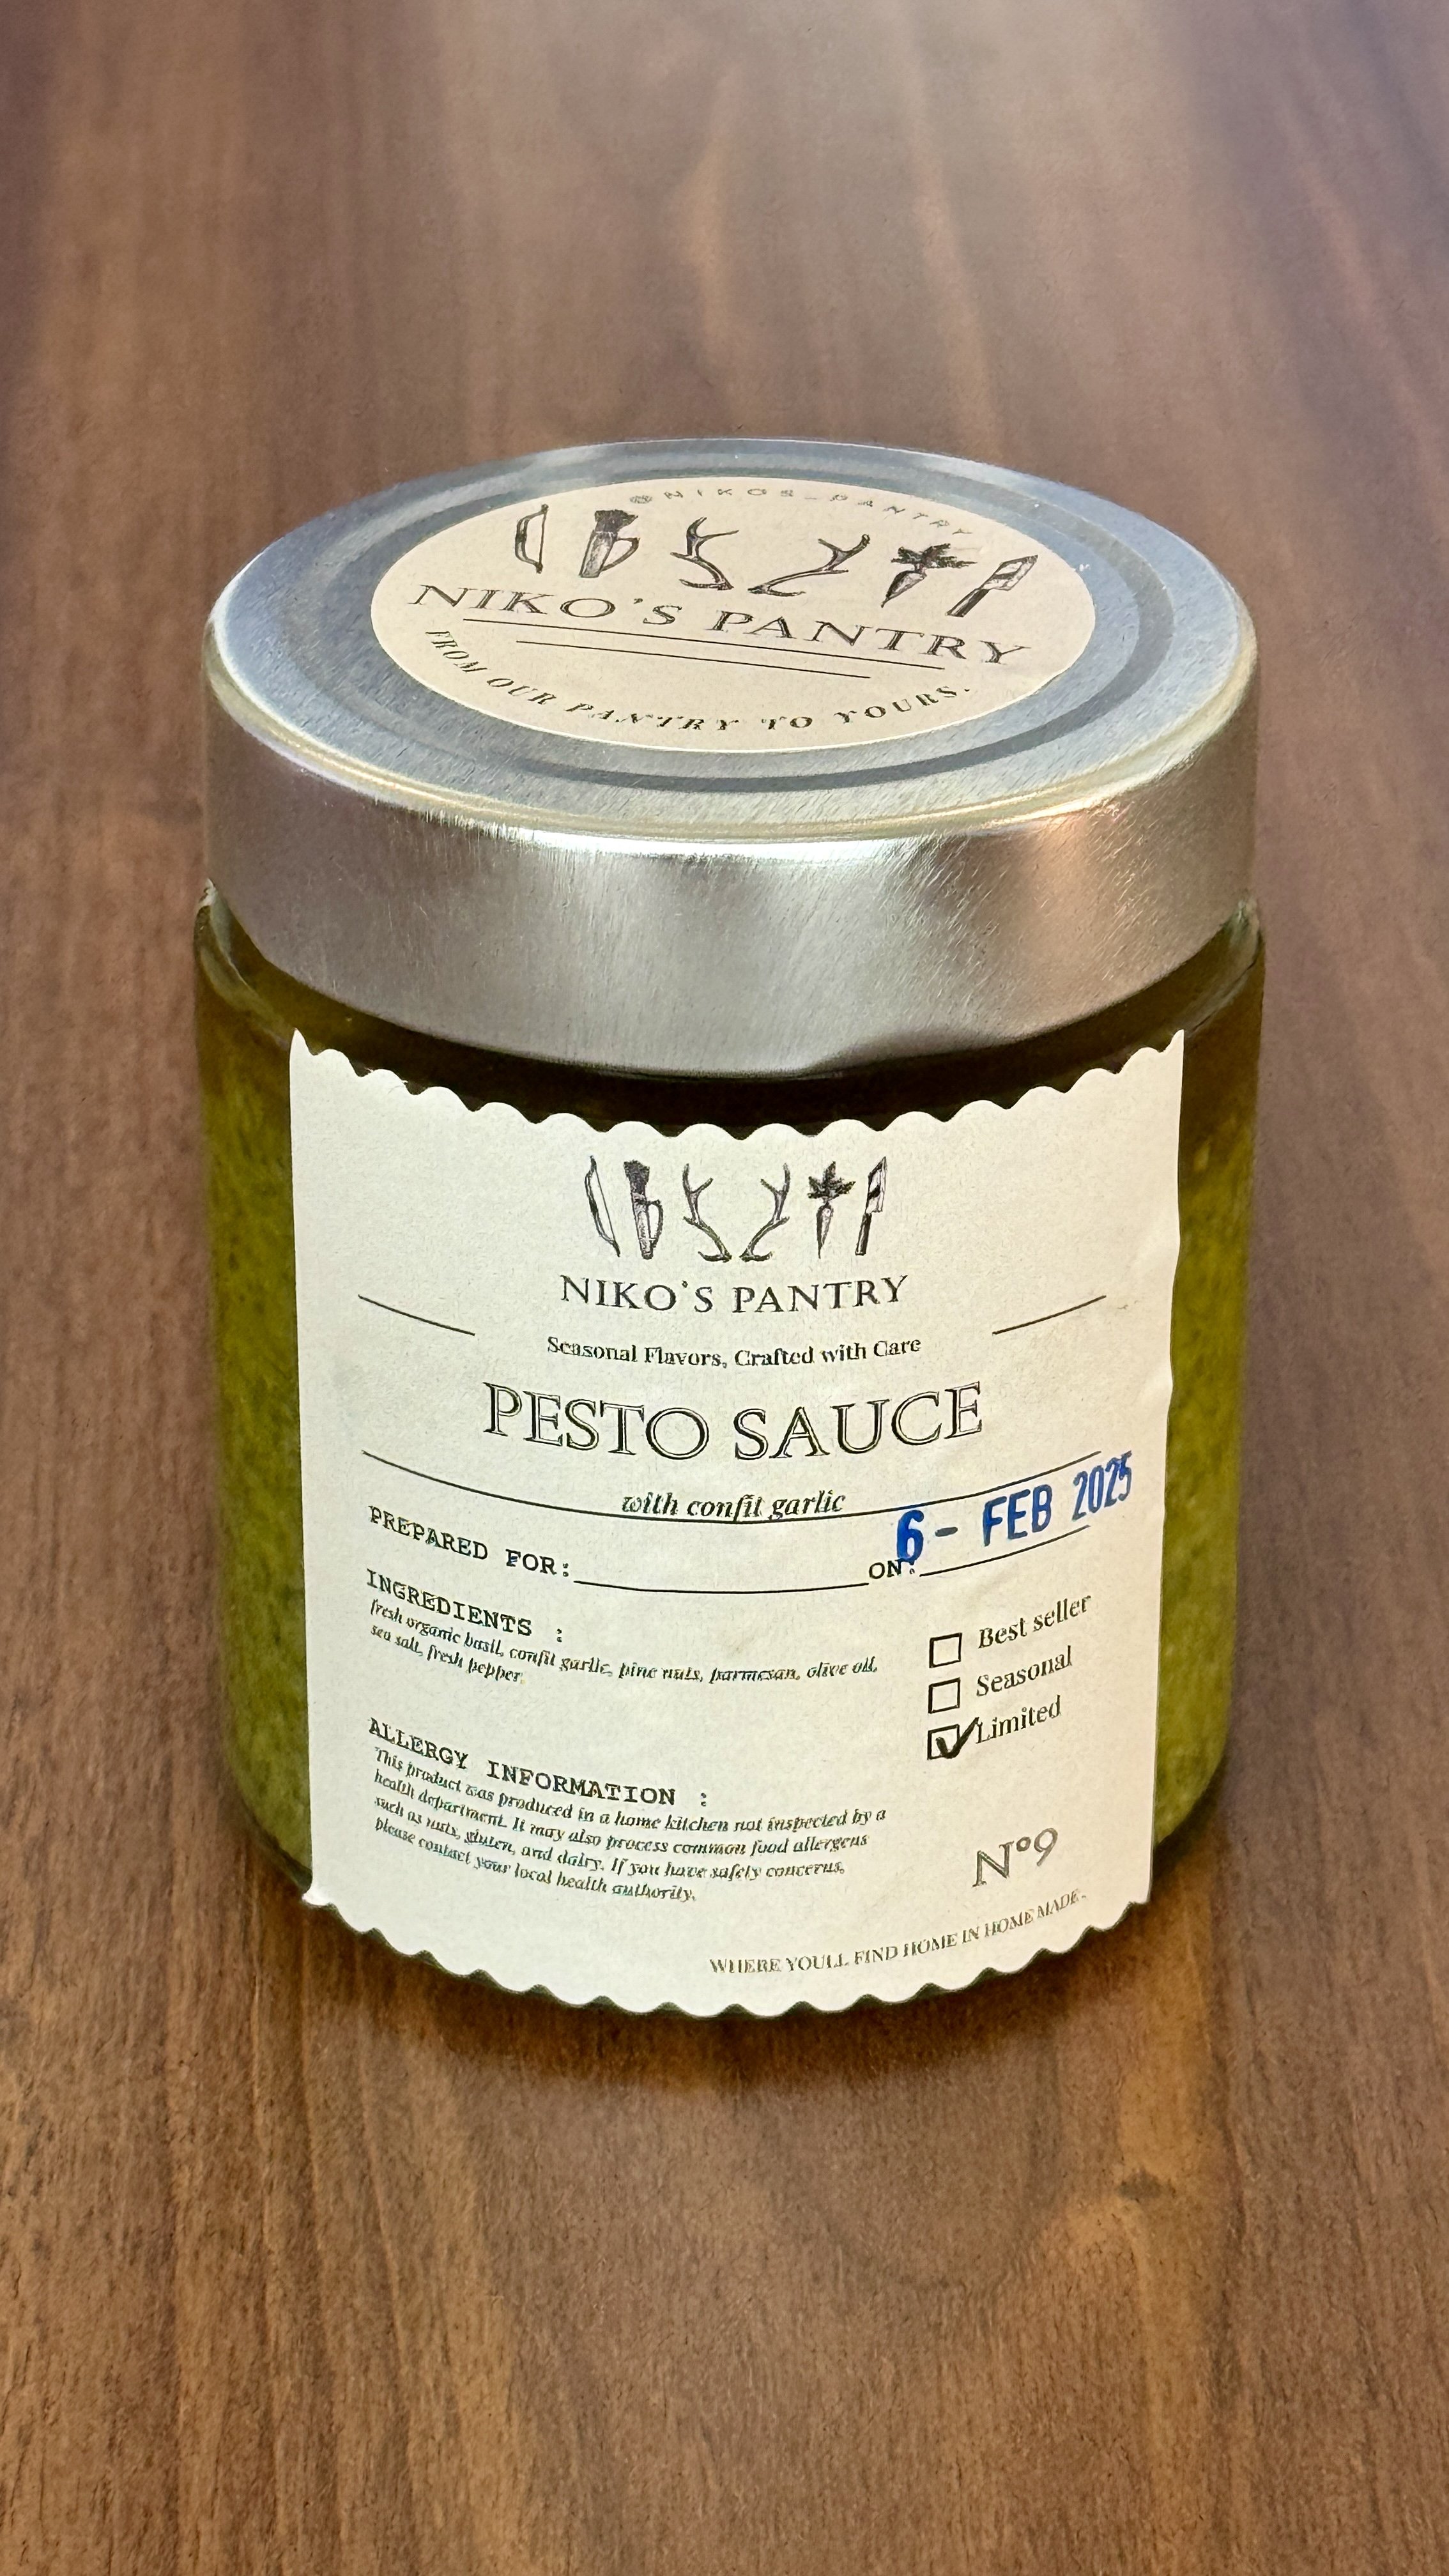 @NIKOS_PANTRY
NIKO'S PANTRY
FROM OUR PANTRY TO YOURS.
NIKO'S PANTRY
Seasonal Flavors, Crafted with Care
PESTO SAUCE
with confit garlic
PREPARED FOR: ON: 6 - FEB 2025
INGREDIENTS :
fresh organic basil, confit garlic, pine nuts, parmesan, olive oil,
sea salt, fresh pepper.
Best seller
Seasonal
Limited
ALLERGY INFORMATION :
This product was produced in a home kitchen not inspected by a
health department. It may also process common food allergens
such as nuts, gluten, and dairy. If you have safety concerns,
please contact your local health authority.
Nº9
WHERE YOULL FIND HOME IN HOME MADE.